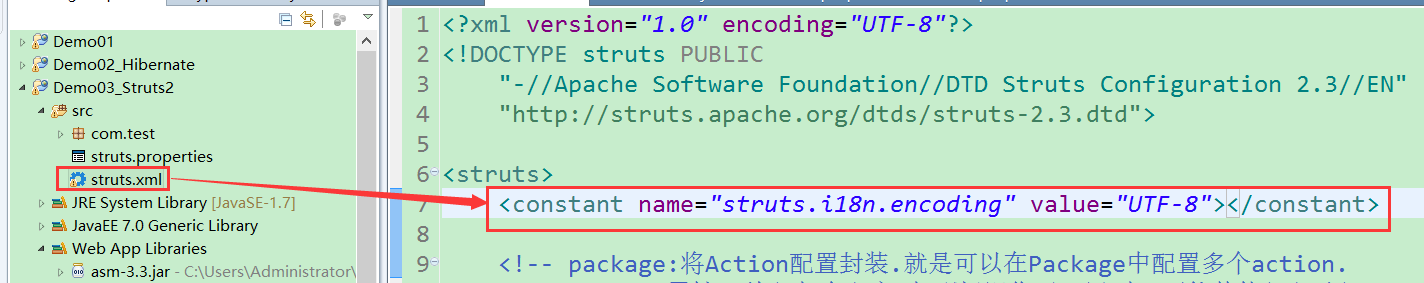 Demo01
Demo02_Hibernate
Demo03_Struts2
src
com.test
struts.properties
struts.xml
JRE System Library [JavaSE-1.7]
JavaEE 7.0 Generic Library
Web App Libraries
asm-3.3.jar - C:\Users\Administrator\
1 <?xml version="1.0" encoding="UTF-8"?>
2 <!DOCTYPE struts PUBLIC
3 "-//Apache Software Foundation//DTD Struts Configuration 2.3//EN"
4 "http://struts.apache.org/dtds/struts-2.3.dtd">
5
6 <struts>
7 <constant name="struts.i18n.encoding" value="UTF-8"></constant>
8
9 <!-- package:将Action配置封装.就是可以在Package中配置多个action.